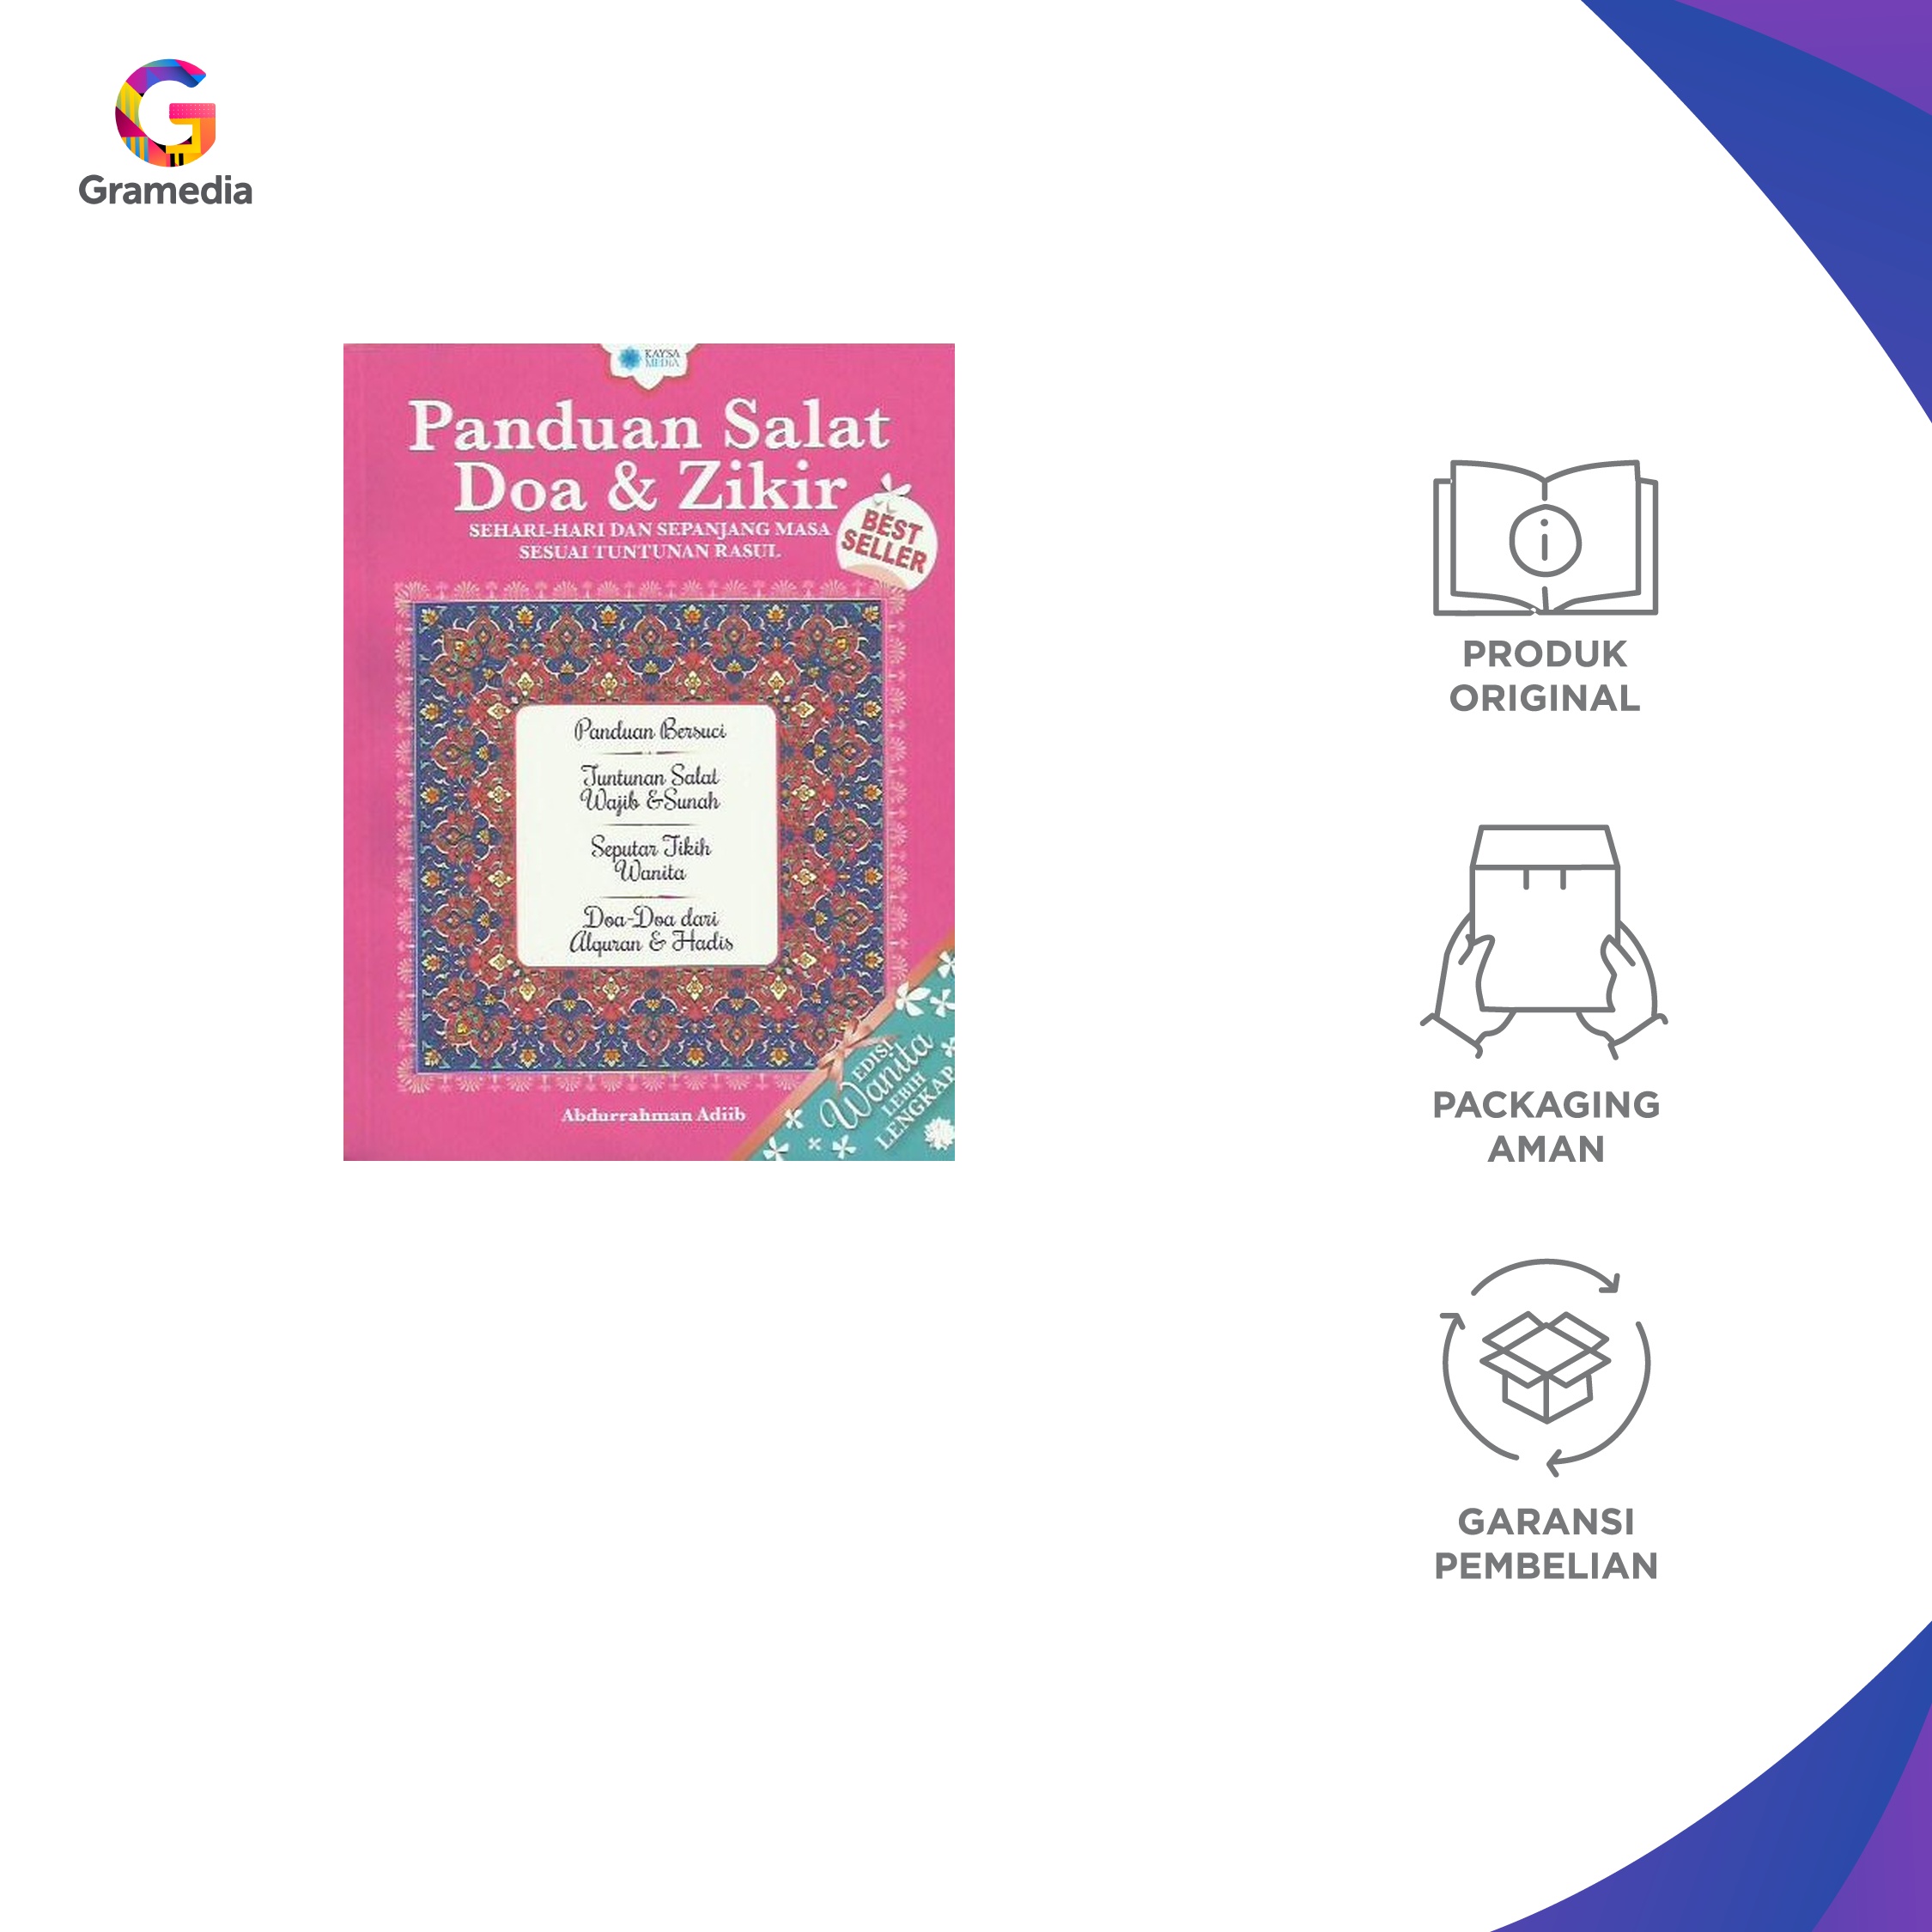 Gramedia
KAYSA
MEDIA
Panduan Salat
Doa & Zikir
SEHARI-HARI DAN SEPANJANG MASA
SESUAI TUNTUNAN RASUL
BEST
SELLER
Panduan Bersuci
Tuntunan Salat
Wajib & Sunah
Seputar Fikih
Wanita
Doa-Doa dari
Alquran & Hadis
EDISI
Wanita
LEBIH
LENGKAP
Abdurrahman Adiib
PRODUK
ORIGINAL
PACKAGING
AMAN
GARANSI
PEMBELIAN